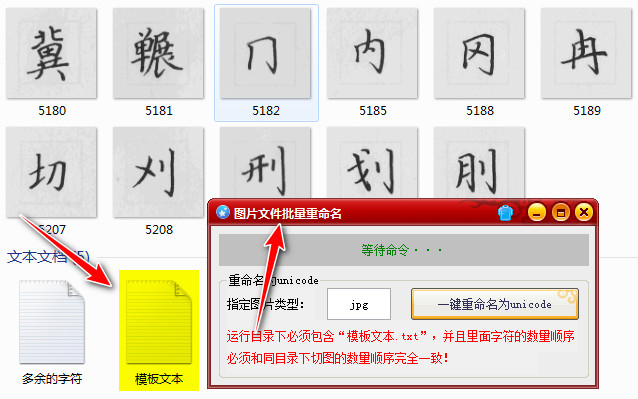 冀 冁 冂 内 冈 冉
5180 5181 5182 5185 5188 5189
切 刈 刑 划 刖
5207 5208
图片文件批量重命名
等待命令···
文本文档 (5)
重命名为unicode
指定图片类型: jpg 一键重命名为unicode
运行目录下必须包含“模板文本.txt”,并且里面字符的数量顺序
必须和同目录下切图的数量顺序完全一致!
多余的字符 模板文本